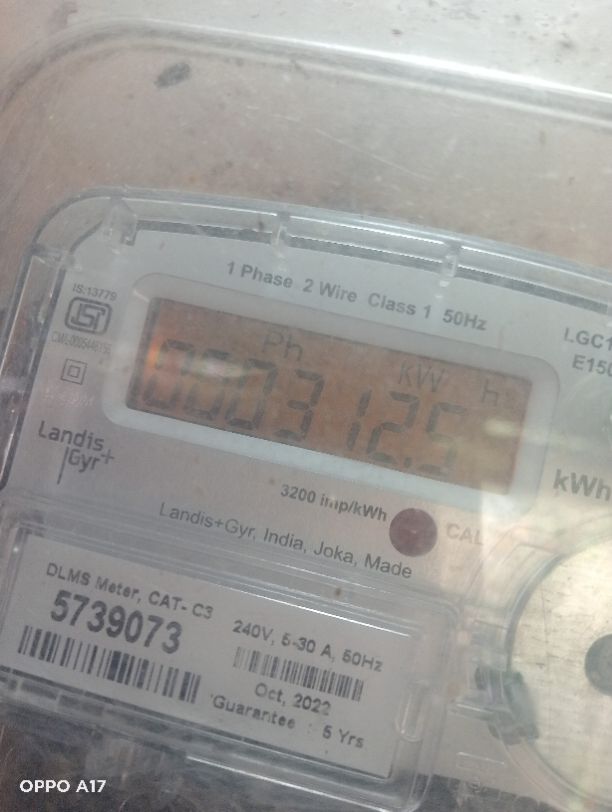 1 Phase 2 Wire Class 1 50Hz
IS:13779
LGC1
E150
Ph
kW h
000312.5
kWh
Landis
Gyr+
3200 imp/kWh
CAL
Landis+Gyr, India, Joka, Made
DLMS Meter, CAT- C3
5739073
240V, 5-30 A, 50Hz
Oct, 2022
Guarantee : 5 Yrs
OPPO A17